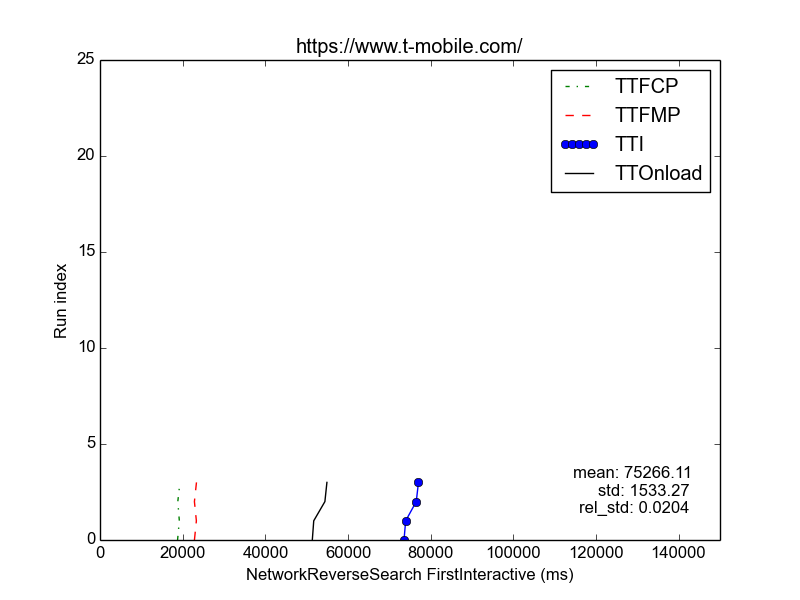 https://www.t-mobile.com/
25
20
15
10
5
0
Run index
TTFCP
TTFMP
TTI
TTOnload
mean: 75266.11
std: 1533.27
rel_std: 0.0204
0 20000 40000 60000 80000 100000 120000 140000
NetworkReverseSearch FirstInteractive (ms)